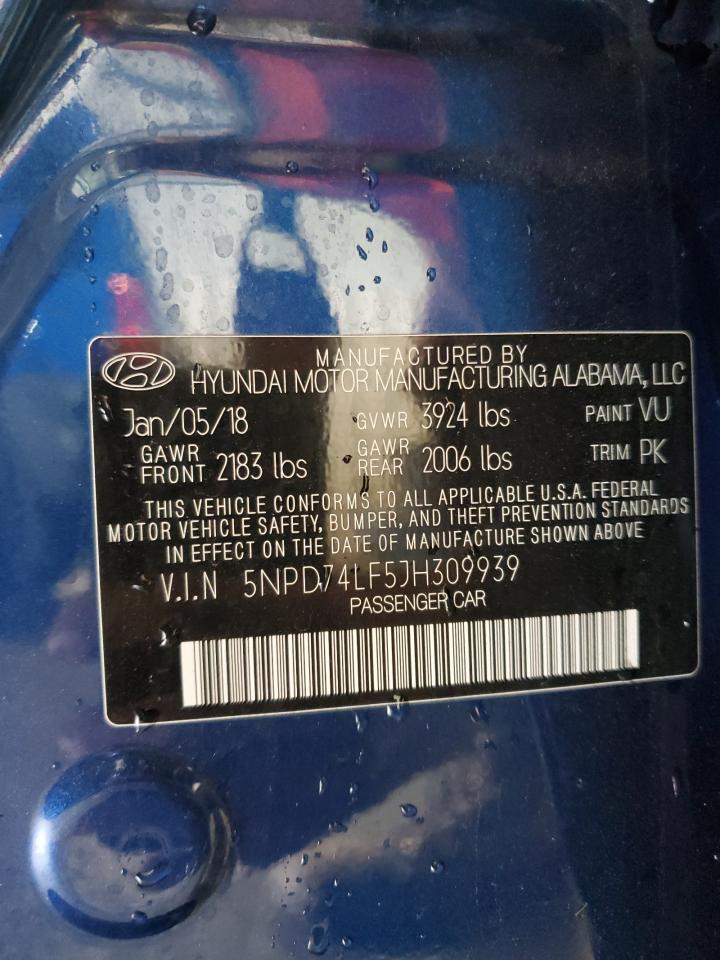 MANUFACTURED BY
HYUNDAI MOTOR MANUFACTURING ALABAMA, LLC
Jan/05/18 GVWR 3924 lbs PAINT VU
GAWR FRONT 2183 lbs GAWR REAR 2006 lbs TRIM PK
THIS VEHICLE CONFORMS TO ALL APPLICABLE U.S.A. FEDERAL
MOTOR VEHICLE SAFETY, BUMPER, AND THEFT PREVENTION STANDARDS
IN EFFECT ON THE DATE OF MANUFACTURE SHOWN ABOVE
V.I.N 5NPD74LF5JH309939
PASSENGER CAR